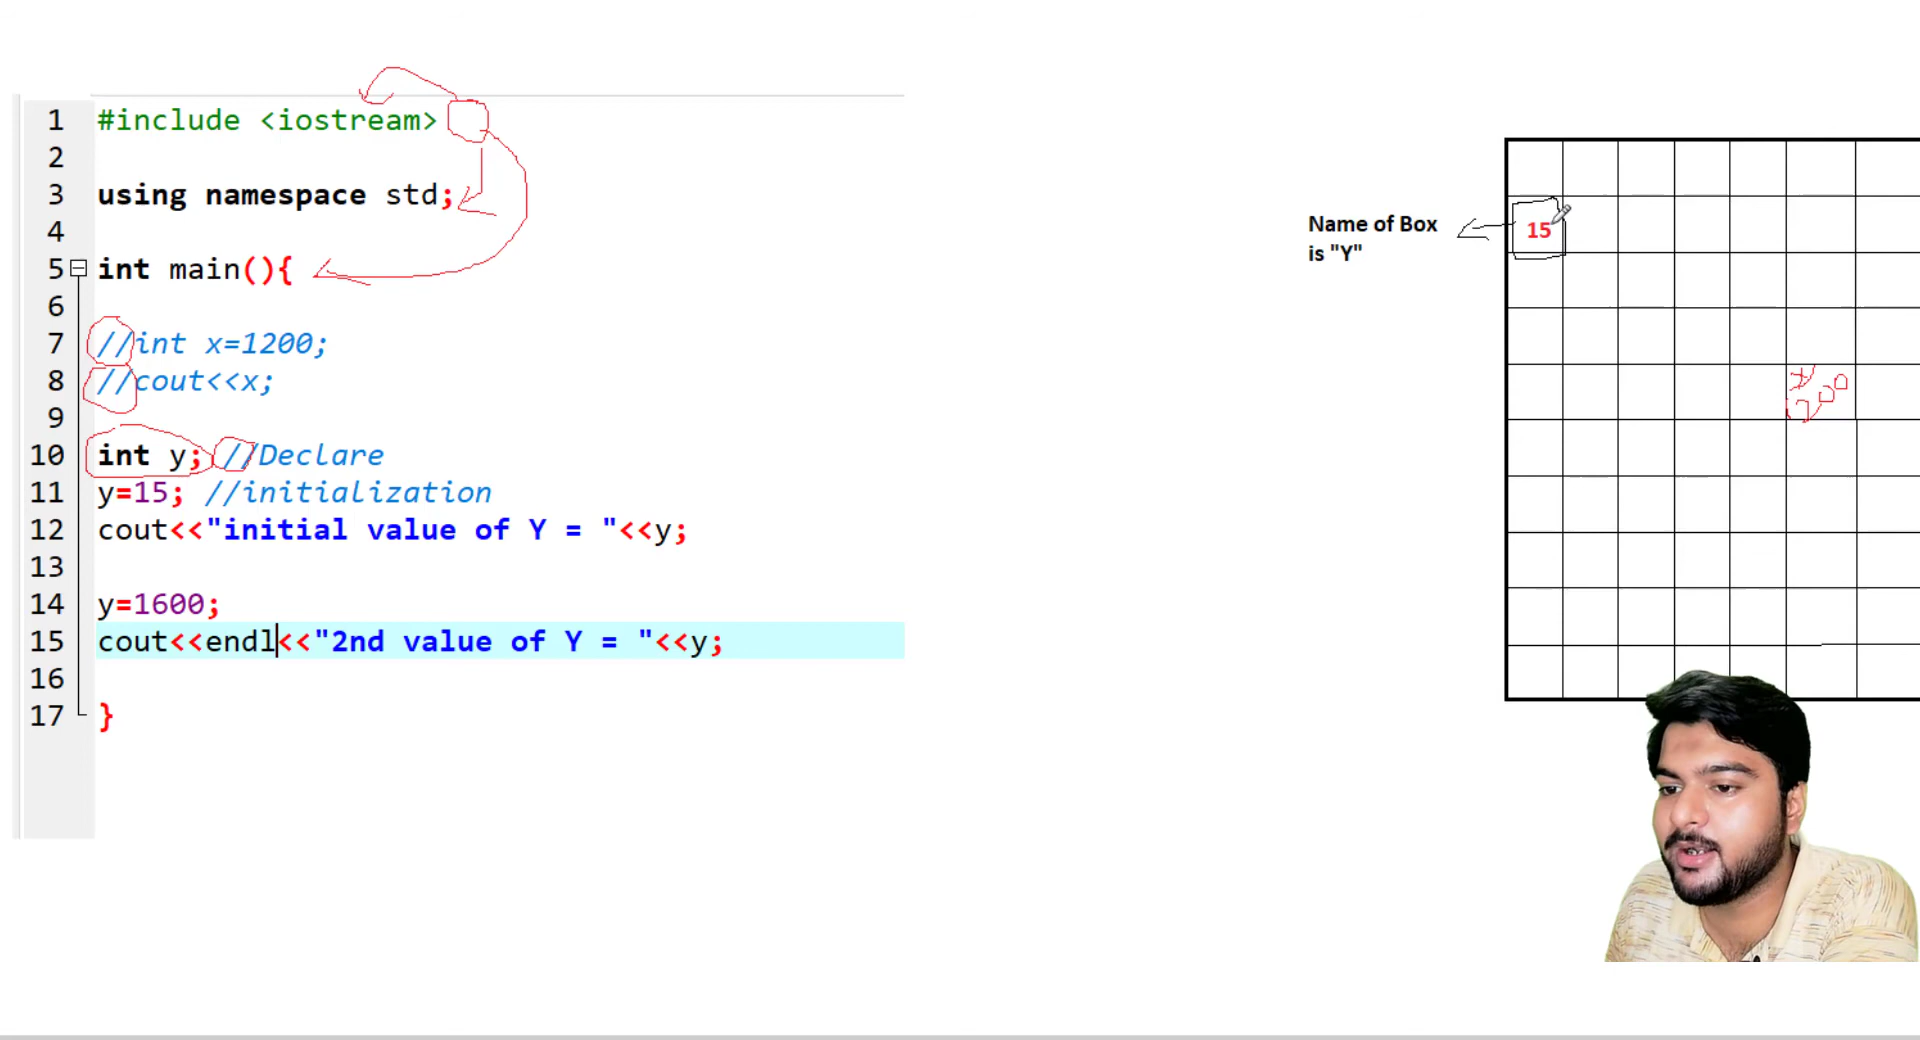 1 #include <iostream>
2
3 using namespace std;
4
5 int main(){
6
7 //int x=1200;
8 //cout<<x;
9
10 int y; //Declare
11 y=15; //initialization
12 cout<<"initial value of Y = "<<y;
13
14 y=1600;
15 cout<<endl<<"2nd value of Y = "<<y;
16
17 }
Name of Box
is "Y"
15